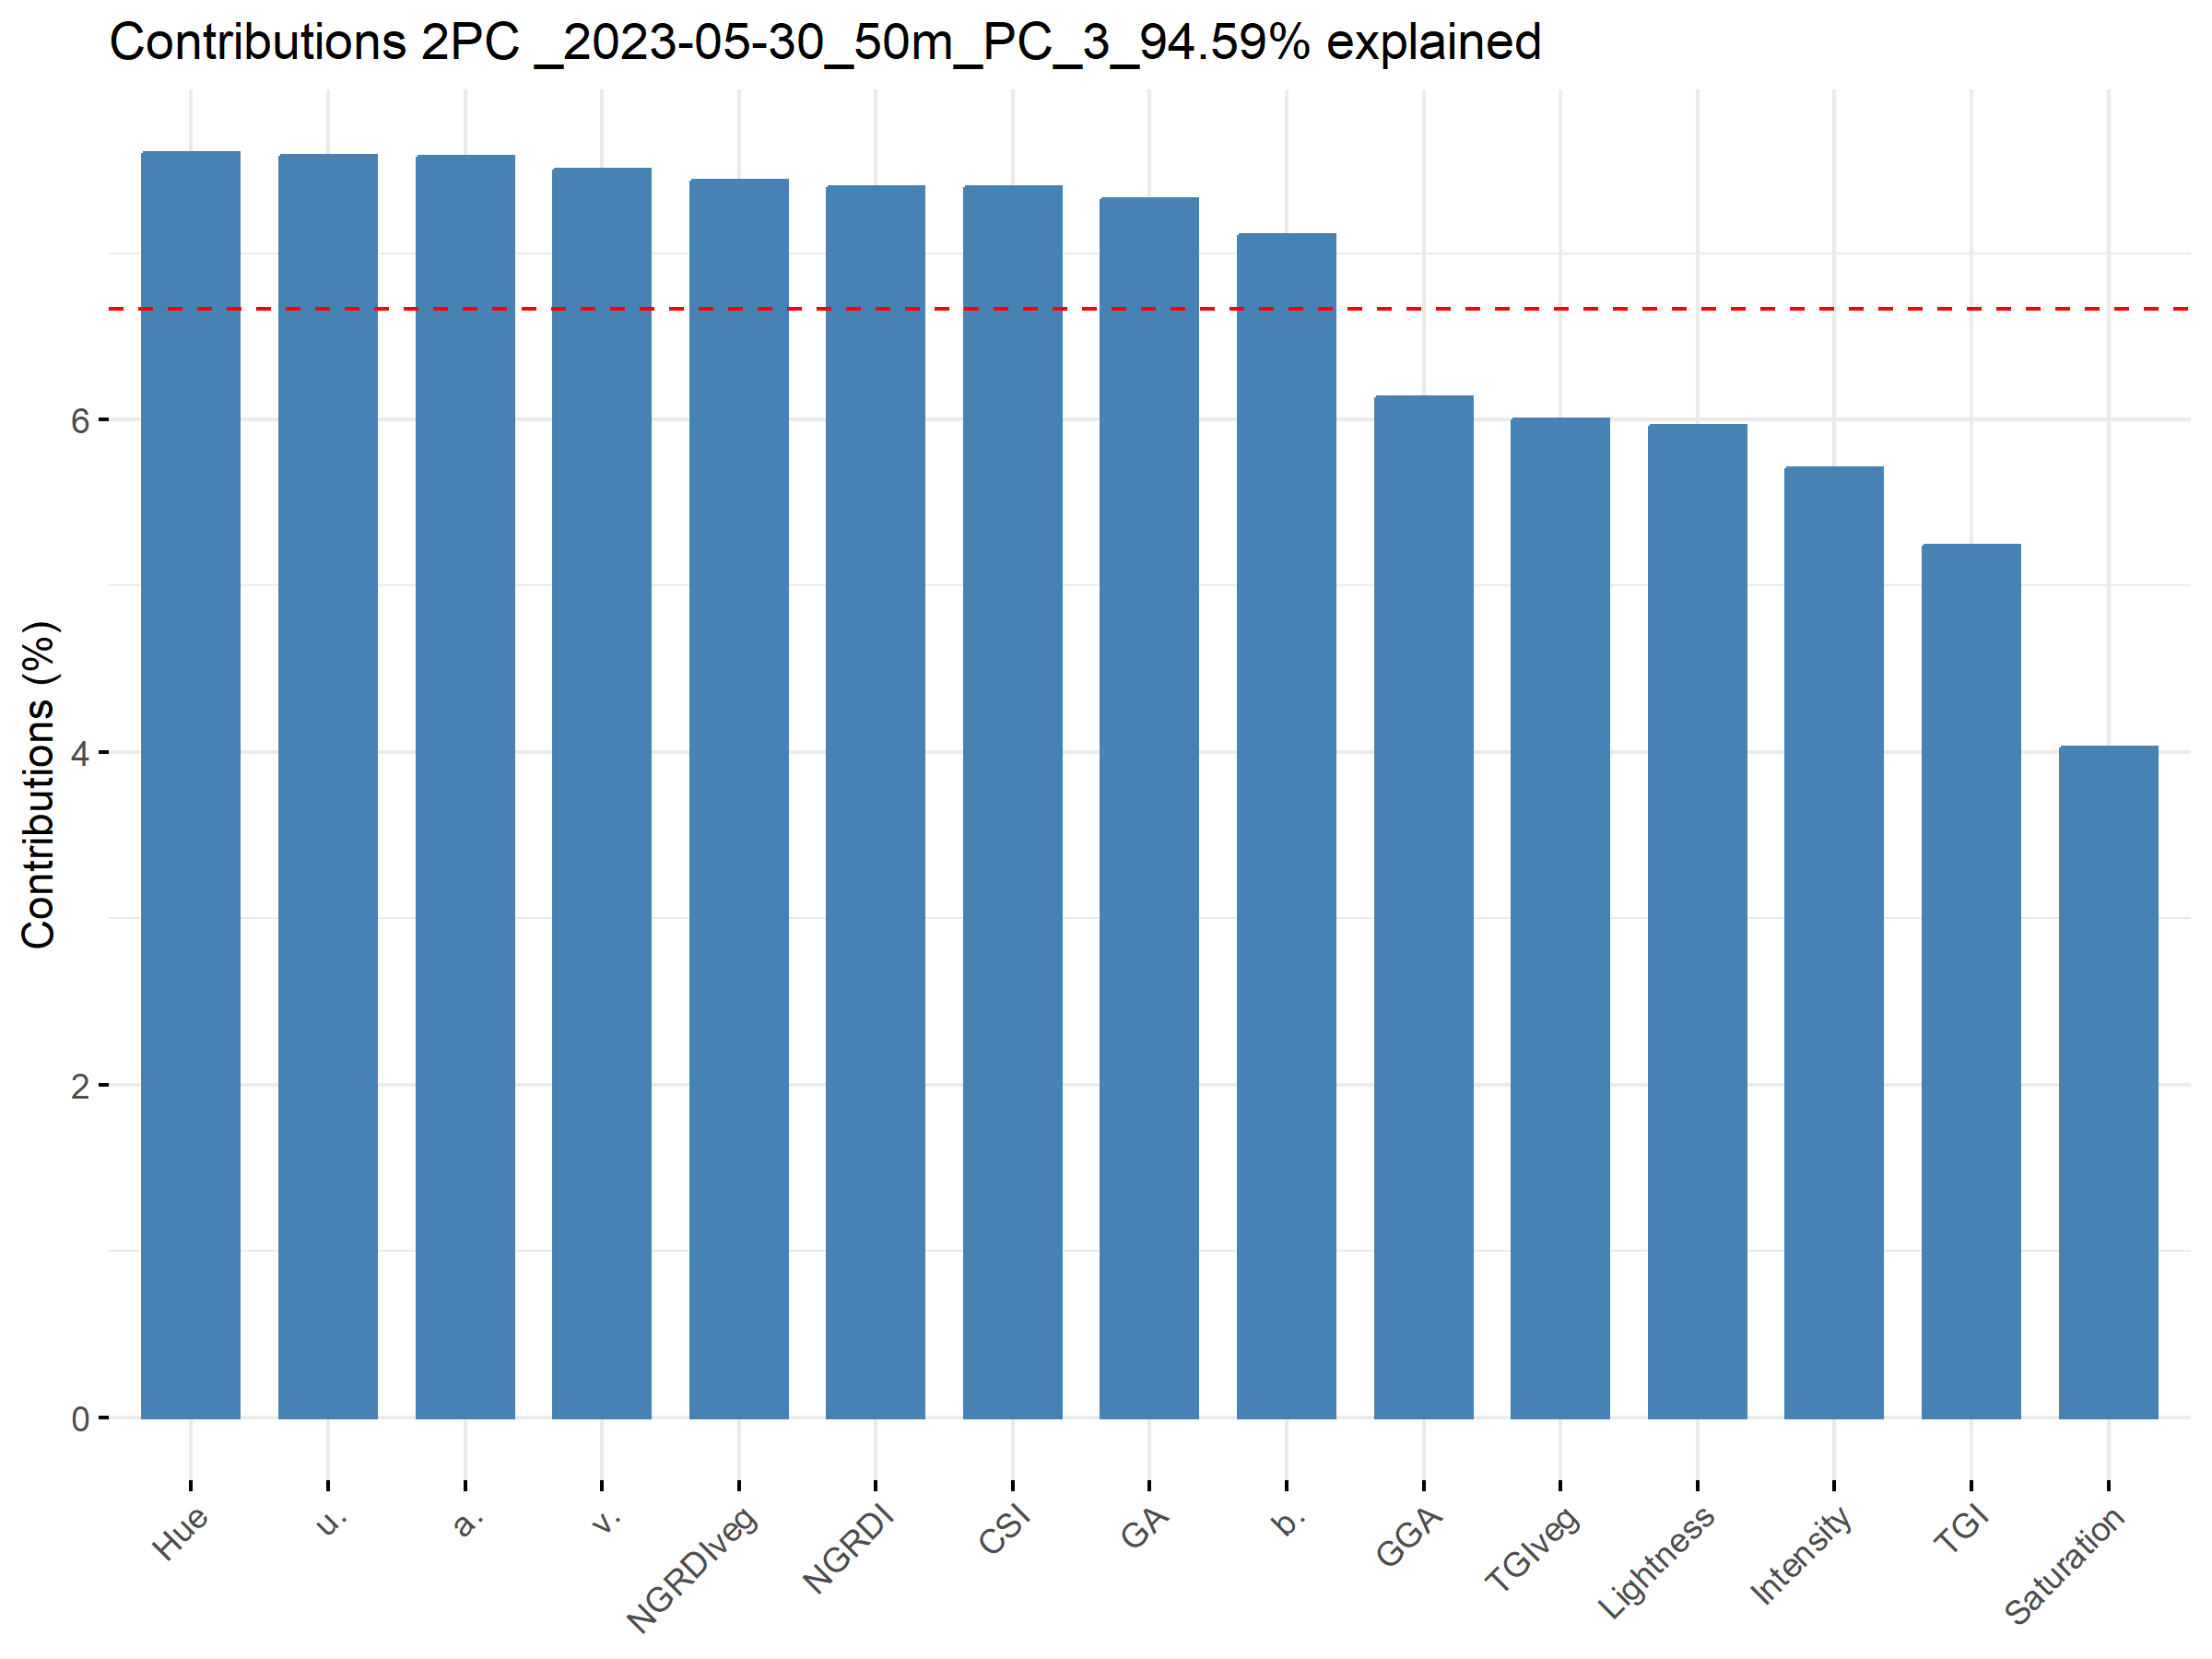 Contributions 2PC _2023-05-30_50m_PC_3_94.59% explained
Contributions (%)
6
4
2
0
Hue
u.
a.
v.
NGRDIveg
NGRDI
CSI
GA
b.
GGA
TGIveg
Lightness
Intensity
TGI
Saturation